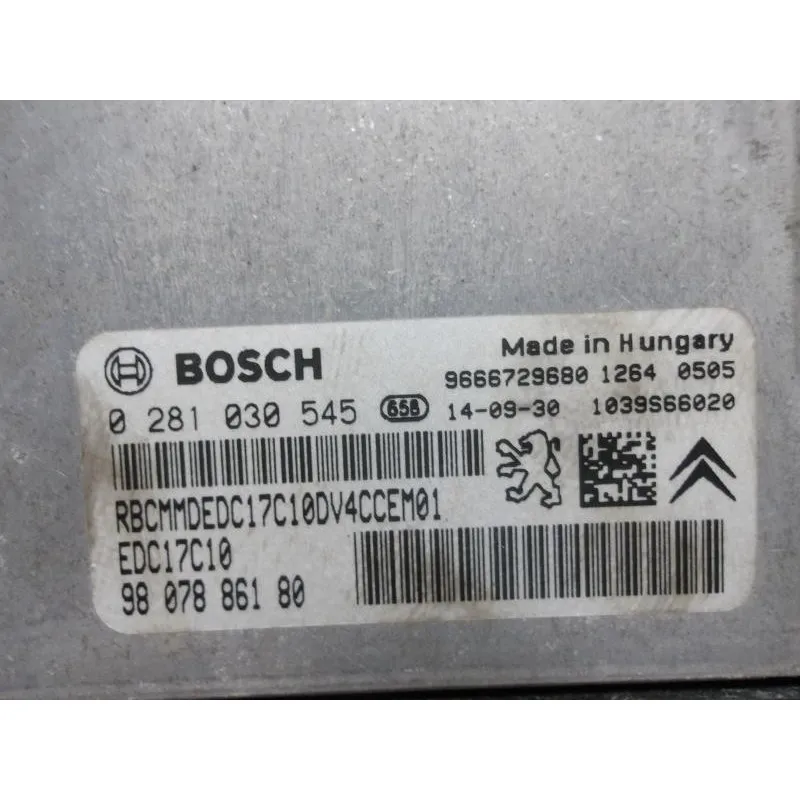 BOSCH
Made in Hungary
9666729680 1264 0505
0 281 030 545 658 14-09-30 1039S66020
RBCMMDEDC17C10DV4CCEM01
EDC17C10
98 078 861 80